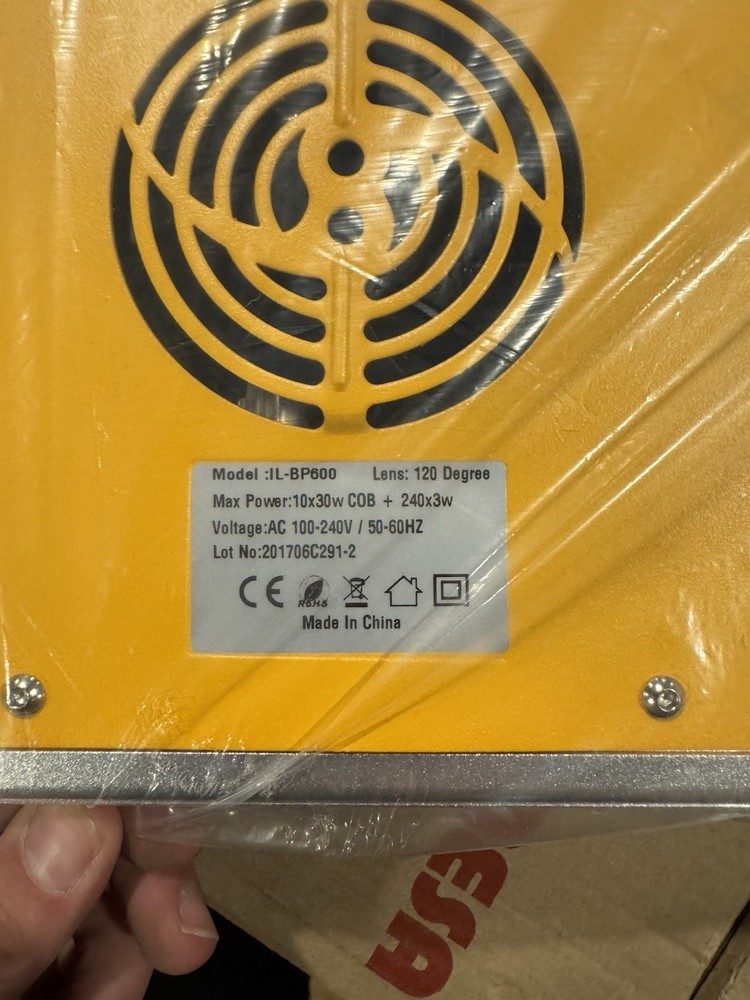 Model :IL-BP600 Lens: 120 Degree
Max Power:10x30w COB + 240x3w
Voltage:AC 100-240V / 50-60HZ
Lot No:201706C291-2
CE RoHS
Made In China
ESA